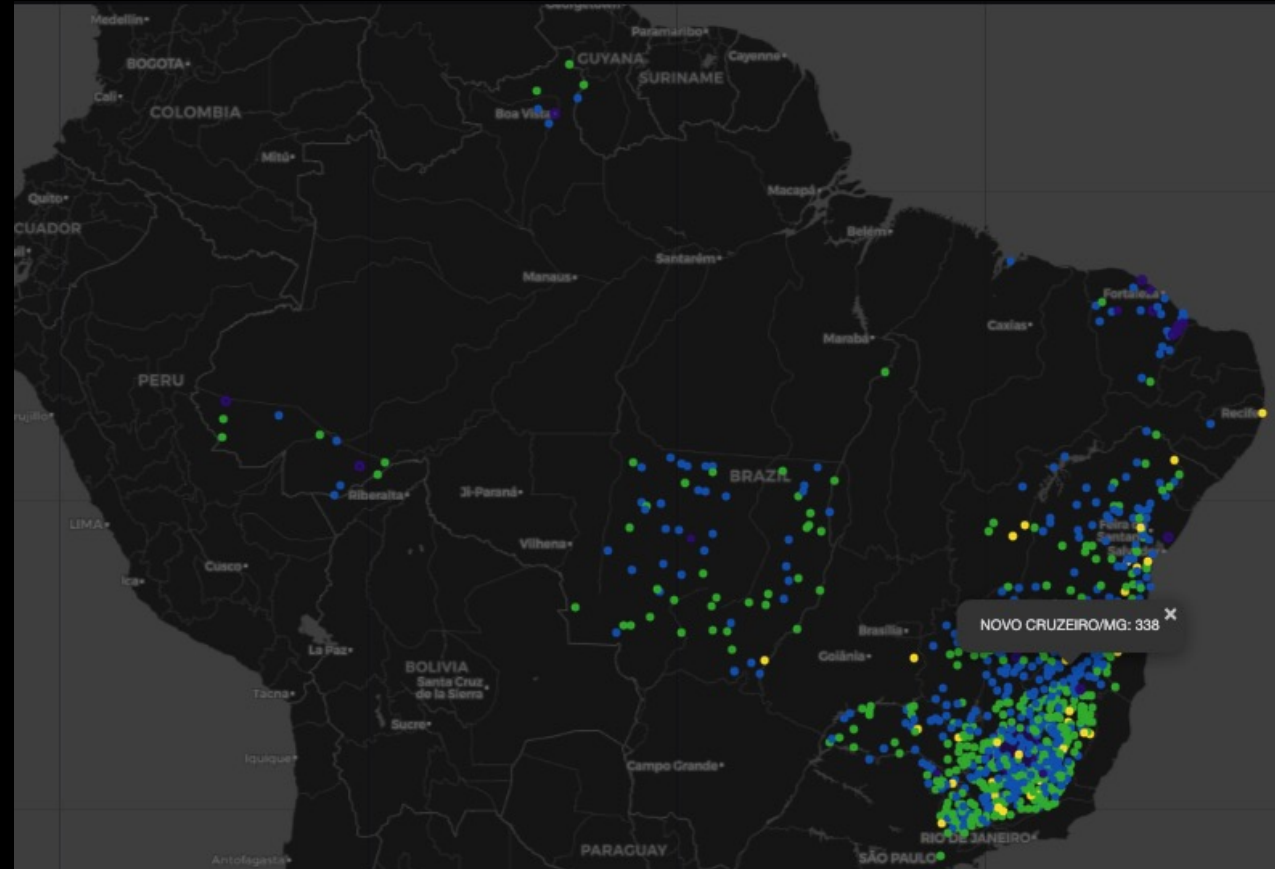 Georgetown
Medellín
Paramaribo
BOGOTA
GUYANA
Cayenne
SURINAME
Cali
COLOMBIA
Boa Vista
Mitú
Quito
Macapá
CUADOR
Belém
Santarém
Manaus
Fortaleza
Caxias
Marabá
PERU
Recife
BRAZIL
Ji-Paraná
Riberalta
LIMA
Feira de
Santana
Salvador
Vilhena
Cusco
Ica
NOVO CRUZEIRO/MG: 338
×
Brasília
La Paz
Goiânia
BOLIVIA
Santa Cruz
de la Sierra
Tacna
Sucre
Iquique
Campo Grande
RIO DE JANEIRO
PARAGUAY
SÃO PAULO
Antofagasta